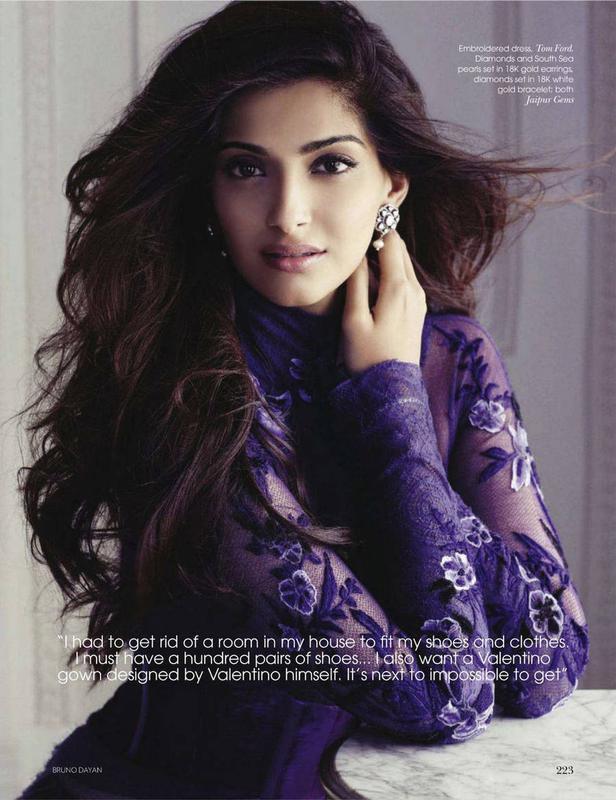 Embroidered dress, Tom Ford.
Diamonds and South Sea
pearls set in 18K gold earrings,
diamonds set in 18K white
gold bracelet; both
Jaipur Gems
"I had to get rid of a room in my house to fit my shoes and clothes.
I must have a hundred pairs of shoes... I also want a Valentino
gown designed by Valentino himself. It's next to impossible to get"
BRUNO DAYAN
223